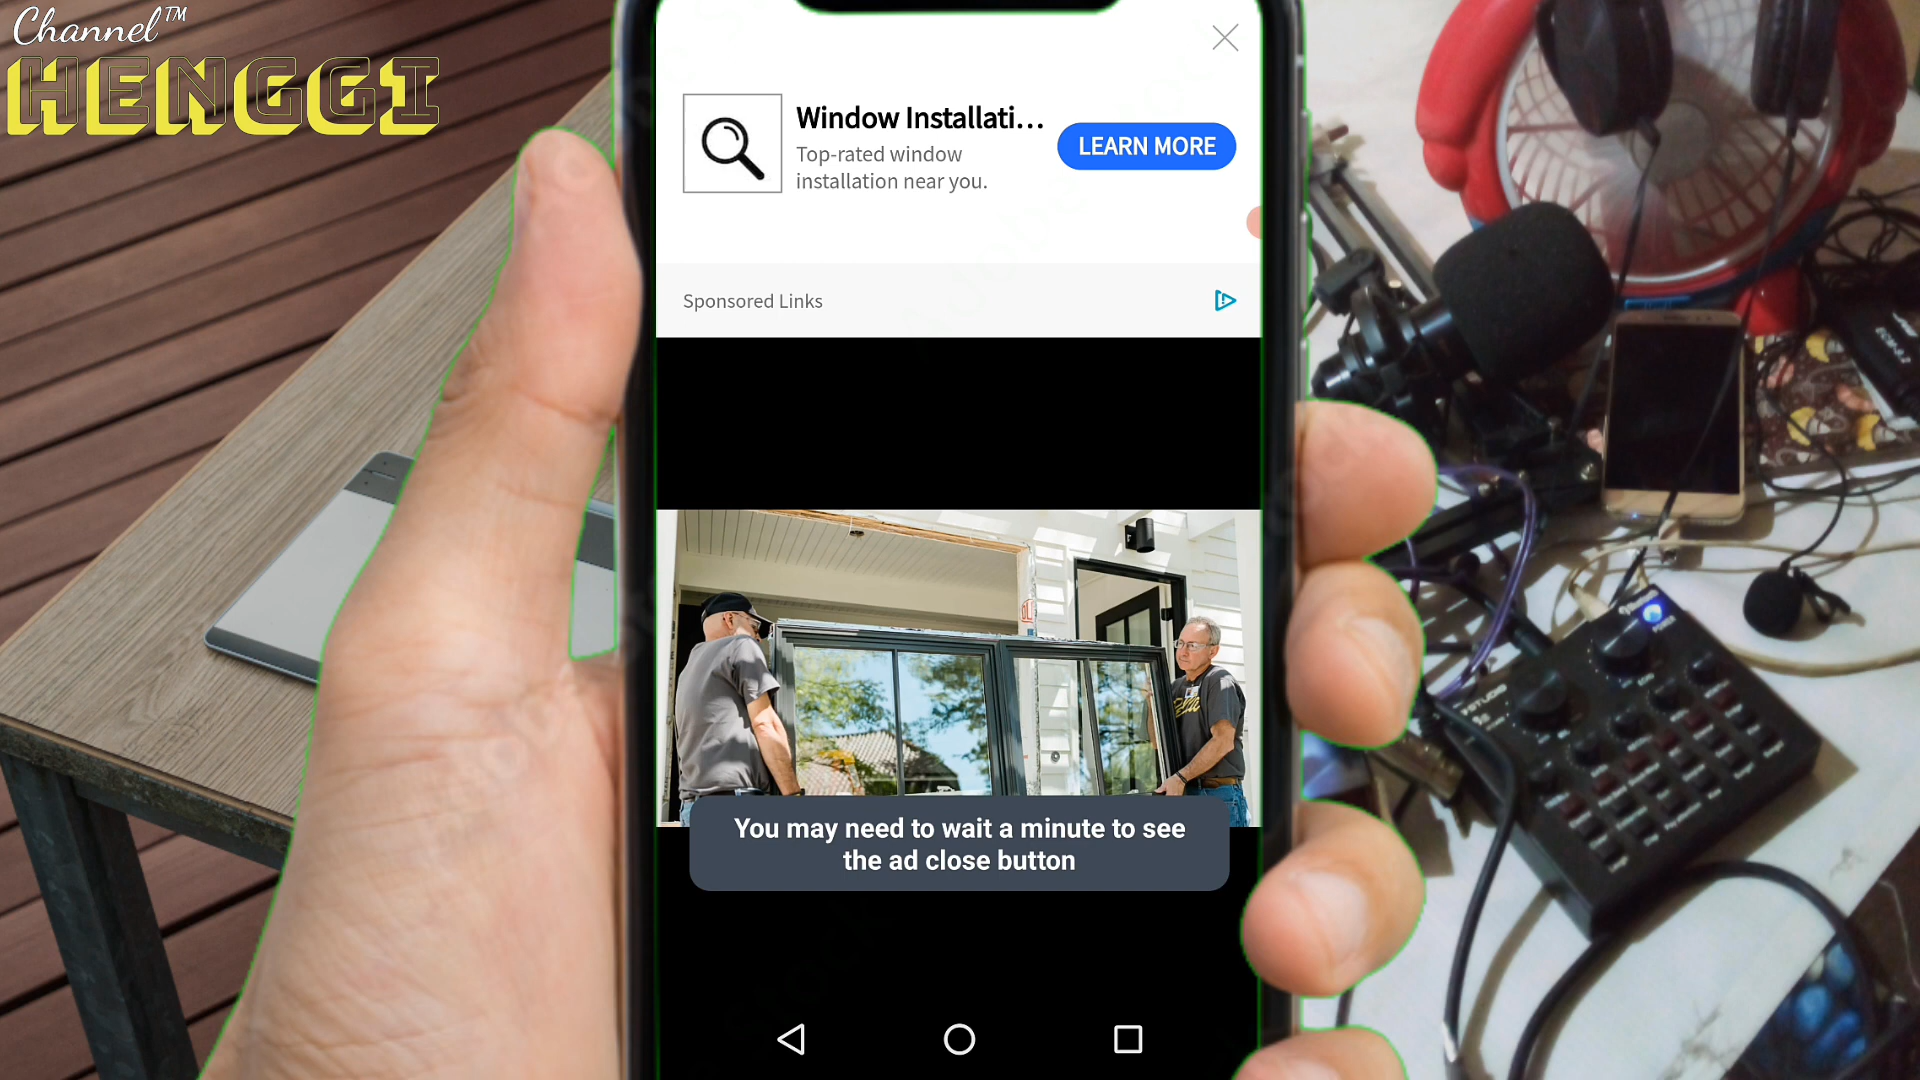 Channel™
HENGGI
Window Installati...
Top-rated window
installation near you.
LEARN MORE
Sponsored Links
You may need to wait a minute to see
the ad close button
POWER